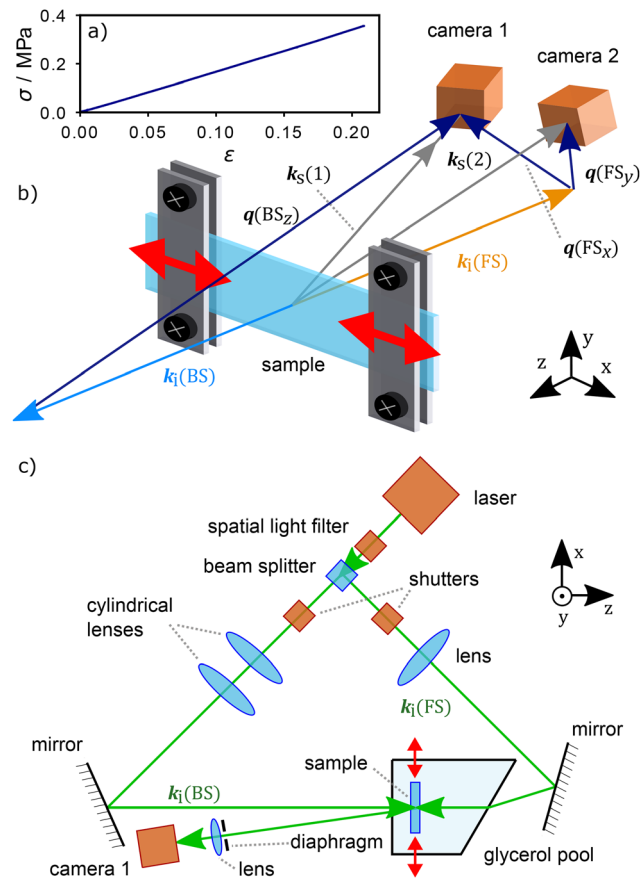 a)
σ / MPa
0.4
0.2
0.0
0.00 0.05 0.10 0.15 0.20
ε
camera 1
camera 2
b)
k_s(1)
k_s(2)
q(BS_z)
q(FS_y)
k_i(FS)
q(FS_x)
sample
k_i(BS)
y
z
x
c)
laser
spatial light filter
beam splitter
shutters
cylindrical
lenses
lens
x
y
z
k_i(FS)
mirror
mirror
sample
k_i(BS)
diaphragm
glycerol pool
camera 1
lens